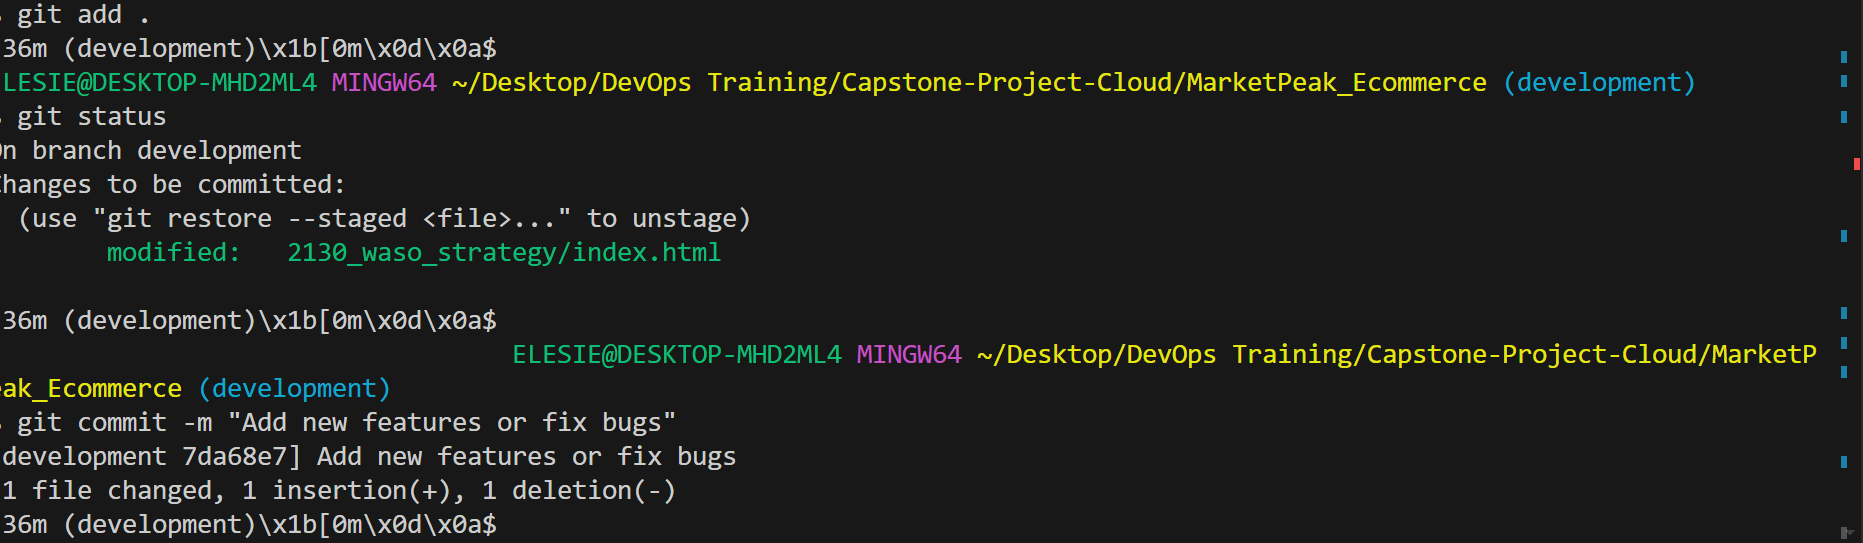 git add .
36m (development)\x1b[0m\x0d\x0a$
LESIE@DESKTOP-MHD2ML4 MINGW64 ~/Desktop/DevOps Training/Capstone-Project-Cloud/MarketPeak_Ecommerce (development)
git status
On branch development
Changes to be committed:
(use "git restore --staged <file>..." to unstage)
modified:   2130_waso_strategy/index.html
36m (development)\x1b[0m\x0d\x0a$
ELESIE@DESKTOP-MHD2ML4 MINGW64 ~/Desktop/DevOps Training/Capstone-Project-Cloud/MarketP
eak_Ecommerce (development)
git commit -m "Add new features or fix bugs"
development 7da68e7] Add new features or fix bugs
1 file changed, 1 insertion(+), 1 deletion(-)
36m (development)\x1b[0m\x0d\x0a$